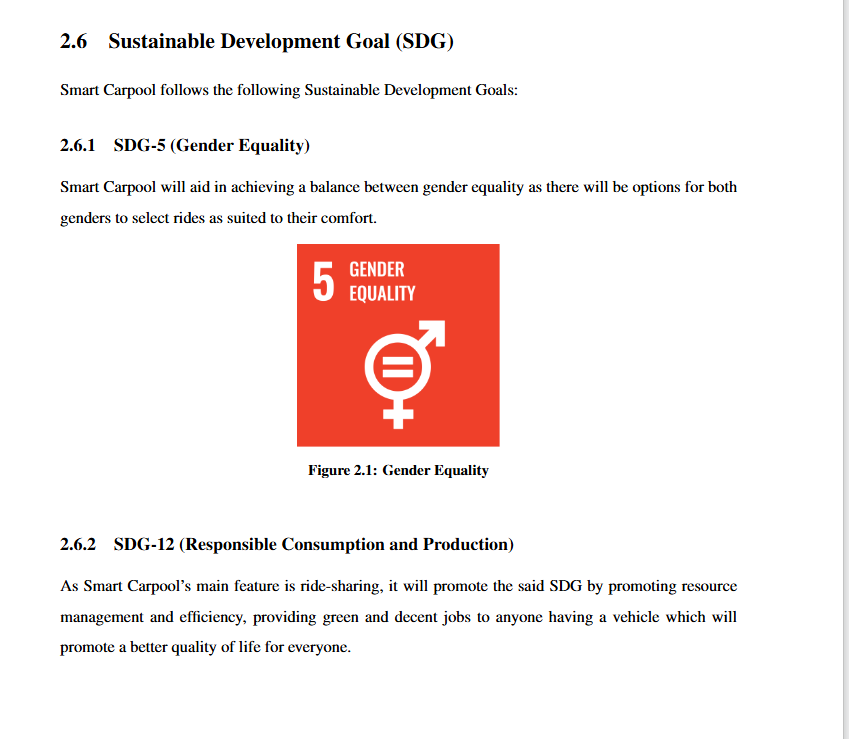 2.6 Sustainable Development Goal (SDG)
Smart Carpool follows the following Sustainable Development Goals:
2.6.1 SDG-5 (Gender Equality)
Smart Carpool will aid in achieving a balance between gender equality as there will be options for both
genders to select rides as suited to their comfort.
5 GENDER
EQUALITY
Figure 2.1: Gender Equality
2.6.2 SDG-12 (Responsible Consumption and Production)
As Smart Carpool’s main feature is ride-sharing, it will promote the said SDG by promoting resource
management and efficiency, providing green and decent jobs to anyone having a vehicle which will
promote a better quality of life for everyone.